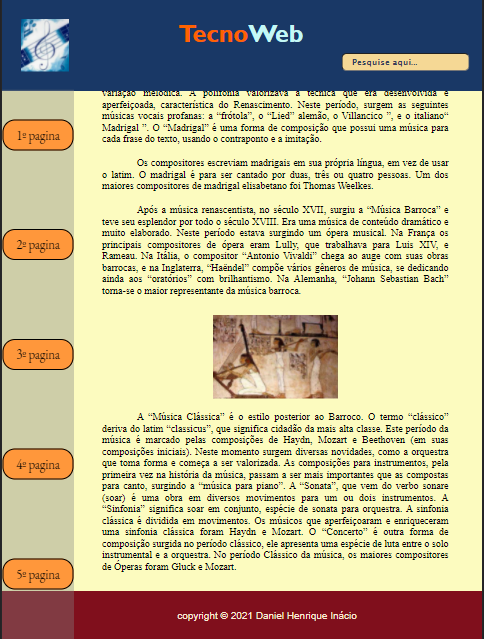 TecnoWeb
Pesquise aqui...
variação melódica. A polifonia valorizava a técnica que era desenvolvida e
aperfeiçoada, característica do Renascimento. Neste período, surgem as seguintes
músicas vocais profanas: a “frótola”, o “Lied” alemão, o Villancico ”, e o italiano“
Madrigal ”. O “Madrigal” é uma forma de composição que possui uma música para
cada frase do texto, usando o contraponto e a imitação.
Os compositores escreviam madrigais em sua própria língua, em vez de usar
o latim. O madrigal é para ser cantado por duas, três ou quatro pessoas. Um dos
maiores compositores de madrigal elisabetano foi Thomas Weelkes.
Após a música renascentista, no século XVII, surgiu a “Música Barroca” e
teve seu esplendor por todo o século XVIII. Era uma música de conteúdo dramático e
muito elaborado. Neste período estava surgindo um ópera musical. Na França os
principais compositores de ópera eram Lully, que trabalhava para Luis XIV, e
Rameau. Na Itália, o compositor “Antonio Vivaldi” chega ao auge com suas obras
barrocas, e na Inglaterra, “Haëndel” compõe vários gêneros de música, se dedicando
ainda aos “oratórios” com brilhantismo. Na Alemanha, “Johann Sebastian Bach”
torna-se o maior representante da música barroca.
A “Música Clássica” é o estilo posterior ao Barroco. O termo “clássico”
deriva do latim “classicus”, que significa cidadão da mais alta classe. Este período da
música é marcado pelas composições de Haydn, Mozart e Beethoven (em suas
composições iniciais). Neste momento surgem diversas novidades, como a orquestra
que toma forma e começa a ser valorizada. As composições para instrumentos, pela
primeira vez na história da música, passam a ser mais importantes que as compostas
para canto, surgindo a “música para piano”. A “Sonata”, que vem do verbo sonare
(soar) é uma obra em diversos movimentos para um ou dois instrumentos. A
“Sinfonia” significa soar em conjunto, espécie de sonata para orquestra. A sinfonia
clássica é dividida em movimentos. Os músicos que aperfeiçoaram e enriqueceram
uma sinfonia clássica foram Haydn e Mozart. O “Concerto” é outra forma de
composição surgida no período clássico, ele apresenta uma espécie de luta entre o solo
instrumental e a orquestra. No período Clássico da música, os maiores compositores
de Óperas foram Gluck e Mozart.
1º pagina
2º pagina
3º pagina
4º pagina
5º pagina
copyright © 2021 Daniel Henrique Inácio